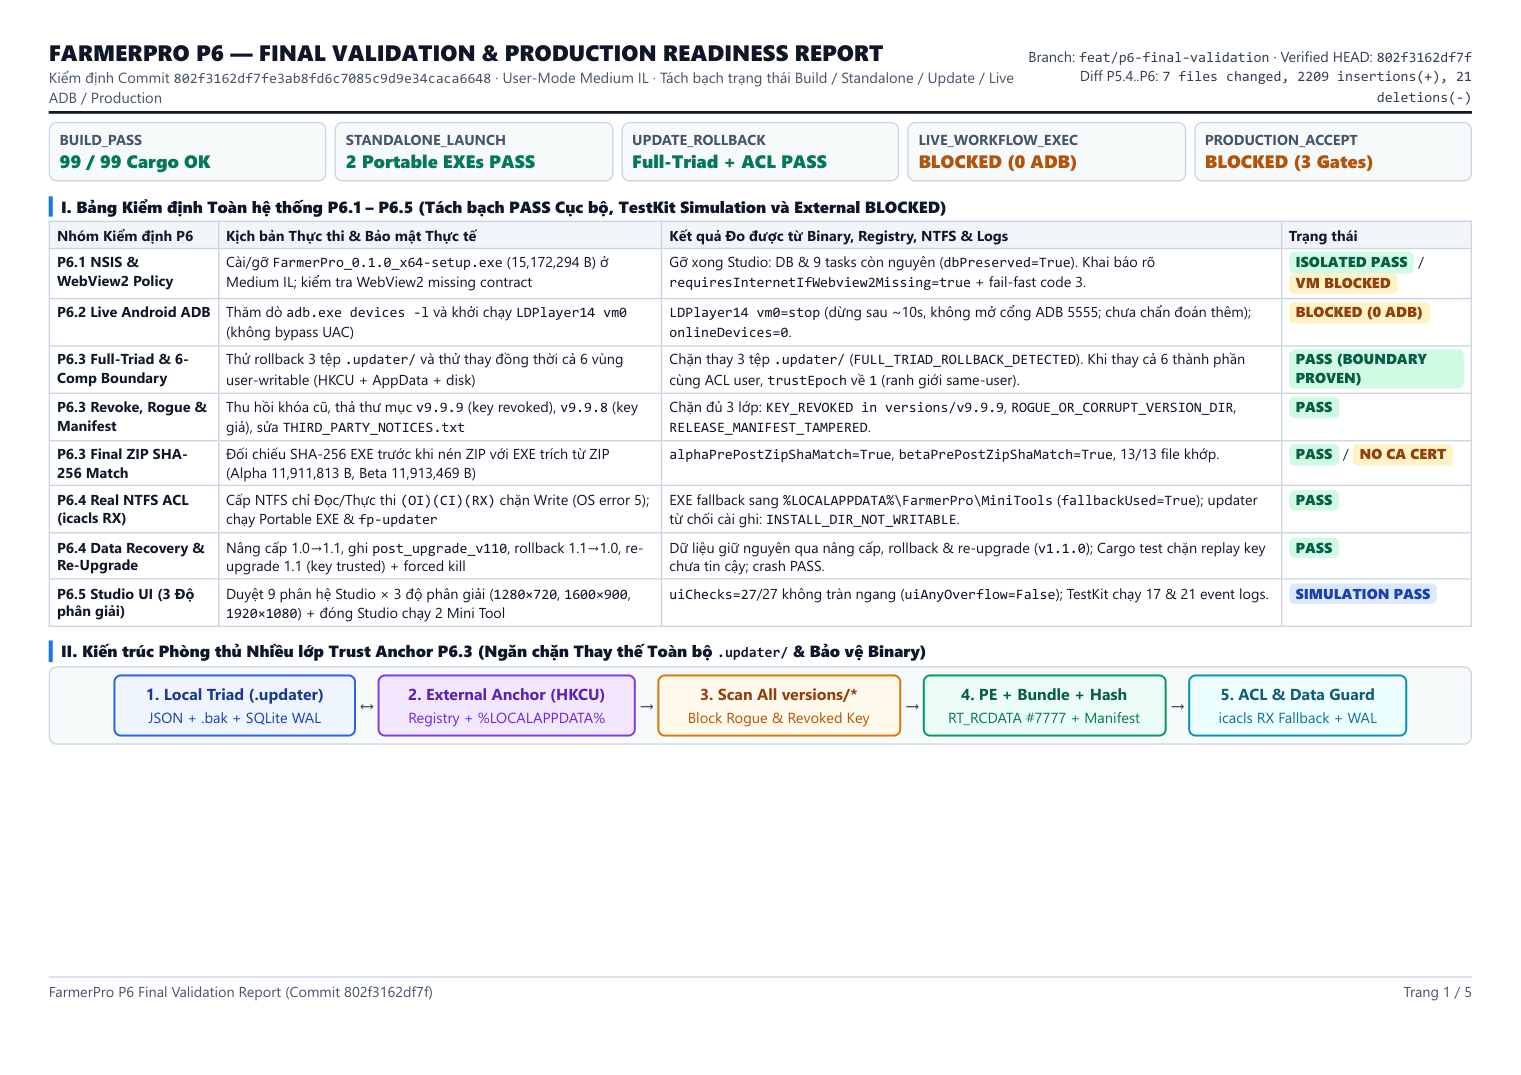 FARMERPRO P6 — FINAL VALIDATION & PRODUCTION READINESS REPORT
Kiểm định Commit 802f3162df7fe3ab8fd6c7085c9d9e34caca6648 · User-Mode Medium IL · Tách bạch trạng thái Build / Standalone / Update / Live
ADB / Production
Branch: feat/p6-final-validation · Verified HEAD: 802f3162df7f
Diff P5.4..P6: 7 files changed, 2209 insertions(+), 21
deletions(-)
BUILD_PASS
99 / 99 Cargo OK
STANDALONE_LAUNCH
2 Portable EXEs PASS
UPDATE_ROLLBACK
Full-Triad + ACL PASS
LIVE_WORKFLOW_EXEC
BLOCKED (0 ADB)
PRODUCTION_ACCEPT
BLOCKED (3 Gates)
I. Bảng Kiểm định Toàn hệ thống P6.1 – P6.5 (Tách bạch PASS Cục bộ, TestKit Simulation và External BLOCKED)
Nhóm Kiểm định P6
Kịch bản Thực thi & Bảo mật Thực tế
Kết quả Đo được từ Binary, Registry, NTFS & Logs
Trạng thái
P6.1 NSIS &
WebView2 Policy
Cài/gỡ FarmerPro_0.1.0_x64-setup.exe (15,172,294 B) ở
Medium IL; kiểm tra WebView2 missing contract
Gỡ xong Studio: DB & 9 tasks còn nguyên (dbPreserved=True). Khai báo rõ
requiresInternetIfWebview2Missing=true + fail-fast code 3.
ISOLATED PASS /
VM BLOCKED
P6.2 Live Android ADB
Thăm dò adb.exe devices -l và khởi chạy LDPlayer14 vm0
(không bypass UAC)
LDPlayer14 vm0=stop (dừng sau ~10s, không mở cổng ADB 5555; chưa chẩn đoán thêm);
onlineDevices=0.
BLOCKED (0 ADB)
P6.3 Full-Triad & 6-
Comp Boundary
Thử rollback 3 tệp .updater/ và thử thay đồng thời cả 6 vùng
user-writable (HKCU + AppData + disk)
Chặn thay 3 tệp .updater/ (FULL_TRIAD_ROLLBACK_DETECTED). Khi thay cả 6 thành phần
cùng ACL user, trustEpoch về 1 (ranh giới same-user).
PASS (BOUNDARY
PROVEN)
P6.3 Revoke, Rogue &
Manifest
Thu hồi khóa cũ, thả thư mục v9.9.9 (key revoked), v9.9.8 (key
giả), sửa THIRD_PARTY_NOTICES.txt
Chặn đủ 3 lớp: KEY_REVOKED in versions/v9.9.9, ROGUE_OR_CORRUPT_VERSION_DIR,
RELEASE_MANIFEST_TAMPERED.
PASS
P6.3 Final ZIP SHA-
256 Match
Đối chiếu SHA-256 EXE trước khi nén ZIP với EXE trích từ ZIP
(Alpha 11,911,813 B, Beta 11,913,469 B)
alphaPrePostZipShaMatch=True, betaPrePostZipShaMatch=True, 13/13 file khớp.
PASS / NO CA CERT
P6.4 Real NTFS ACL
(icacls RX)
Cấp NTFS chỉ Đọc/Thực thi (OI)(CI)(RX) chặn Write (OS error 5);
chạy Portable EXE & fp-updater
EXE fallback sang %LOCALAPPDATA%\FarmerPro\MiniTools (fallbackUsed=True); updater
từ chối cài ghi: INSTALL_DIR_NOT_WRITABLE.
PASS
P6.4 Data Recovery &
Re-Upgrade
Nâng cấp 1.0→1.1, ghi post_upgrade_v110, rollback 1.1→1.0, re-
upgrade 1.1 (key trusted) + forced kill
Dữ liệu giữ nguyên qua nâng cấp, rollback & re-upgrade (v1.1.0); Cargo test chặn replay key
chưa tin cậy; crash PASS.
PASS
P6.5 Studio UI (3 Độ
phân giải)
Duyệt 9 phân hệ Studio × 3 độ phân giải (1280×720, 1600×900,
1920×1080) + đóng Studio chạy 2 Mini Tool
uiChecks=27/27 không tràn ngang (uiAnyOverflow=False); TestKit chạy 17 & 21 event logs.
SIMULATION PASS
II. Kiến trúc Phòng thủ Nhiều lớp Trust Anchor P6.3 (Ngăn chặn Thay thế Toàn bộ .updater/ & Bảo vệ Binary)
1. Local Triad (.updater)
JSON + .bak + SQLite WAL
↔
2. External Anchor (HKCU)
Registry + %LOCALAPPDATA%
→
3. Scan All versions/*
Block Rogue & Revoked Key
→
4. PE + Bundle + Hash
RT_RCDATA #7777 + Manifest
→
5. ACL & Data Guard
icacls RX Fallback + WAL
FarmerPro P6 Final Validation Report (Commit 802f3162df7f)
Trang 1 / 5